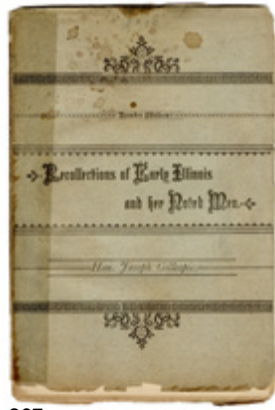 Recollections of Early Illinois
and her Noted Men.
Hon. Joseph Gillespie